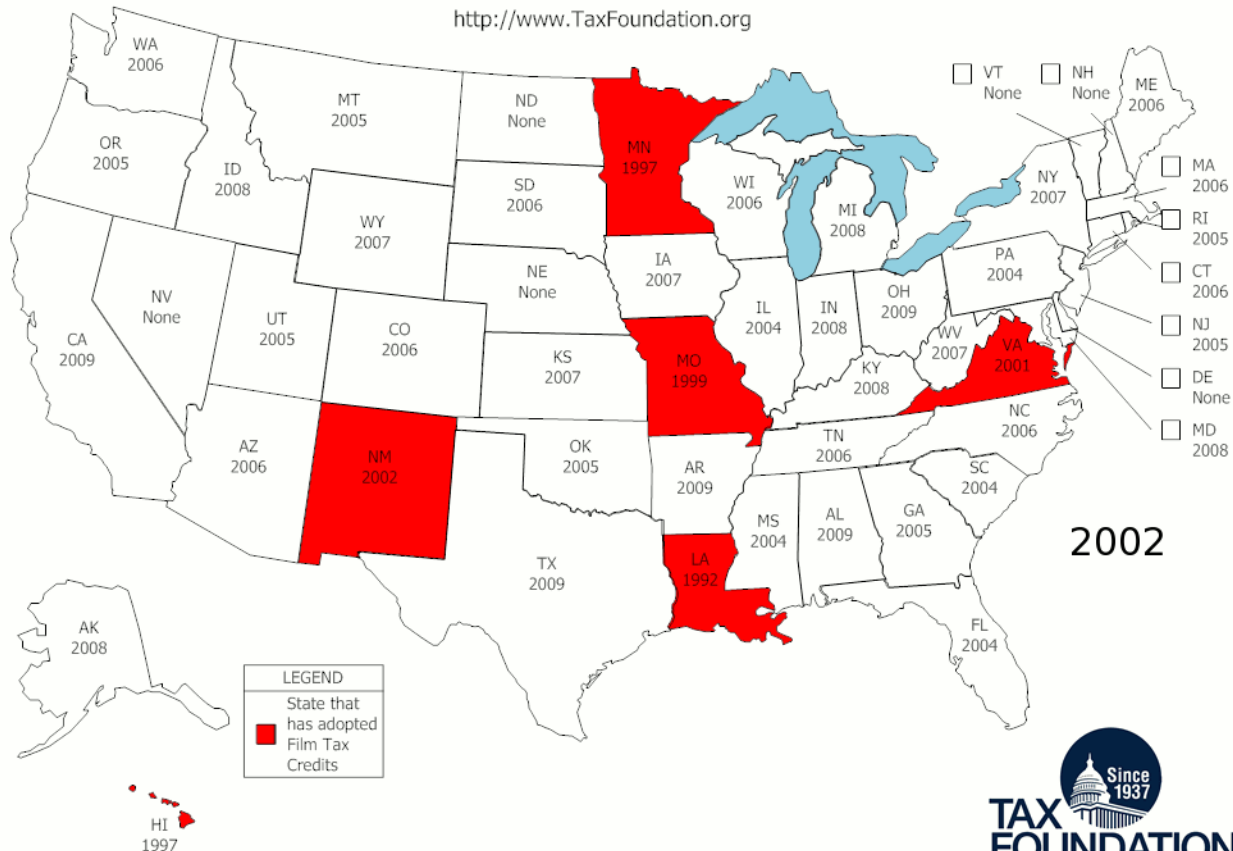 http://www.TaxFoundation.org
WA
2006
MT
2005
ND
None
MN
1997
VT
None
NH
None
ME
2006
OR
2005
ID
2008
SD
2006
WI
2006
MI
2008
NY
2007
MA
2006
WY
2007
RI
2005
IA
2007
PA
2004
CT
2006
NE
None
NV
None
UT
2005
CO
2006
IL
2004
IN
2008
OH
2009
NJ
2005
CA
2009
WV
2007
VA
2001
KS
2007
MO
1999
KY
2008
DE
None
MD
2008
NC
2006
AZ
2006
NM
2002
OK
2005
TN
2006
AR
2009
SC
2004
MS
2004
AL
2009
GA
2005
2002
TX
2009
LA
1992
FL
2004
AK
2008
LEGEND
State that
has adopted
Film Tax
Credits
HI
1997
Since
1937
TAX
FOUNDATION